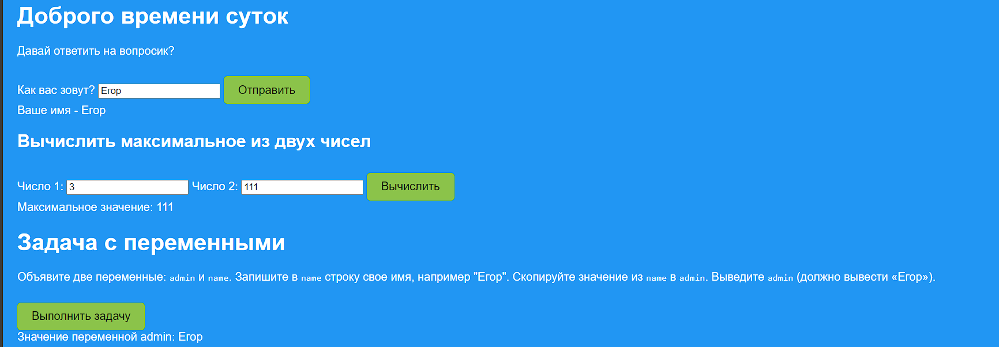 Доброго времени суток
Давай ответить на вопросик?
Как вас зовут? Егор Отправить
Ваше имя - Егор
Вычислить максимальное из двух чисел
Число 1: 3 Число 2: 111 Вычислить
Максимальное значение: 111
Задача с переменными
Объявите две переменные: admin и name. Запишите в name строку свое имя, например "Егор". Скопируйте значение из name в admin. Выведите admin (должно вывести «Егор»).
Выполнить задачу
Значение переменной admin: Егор